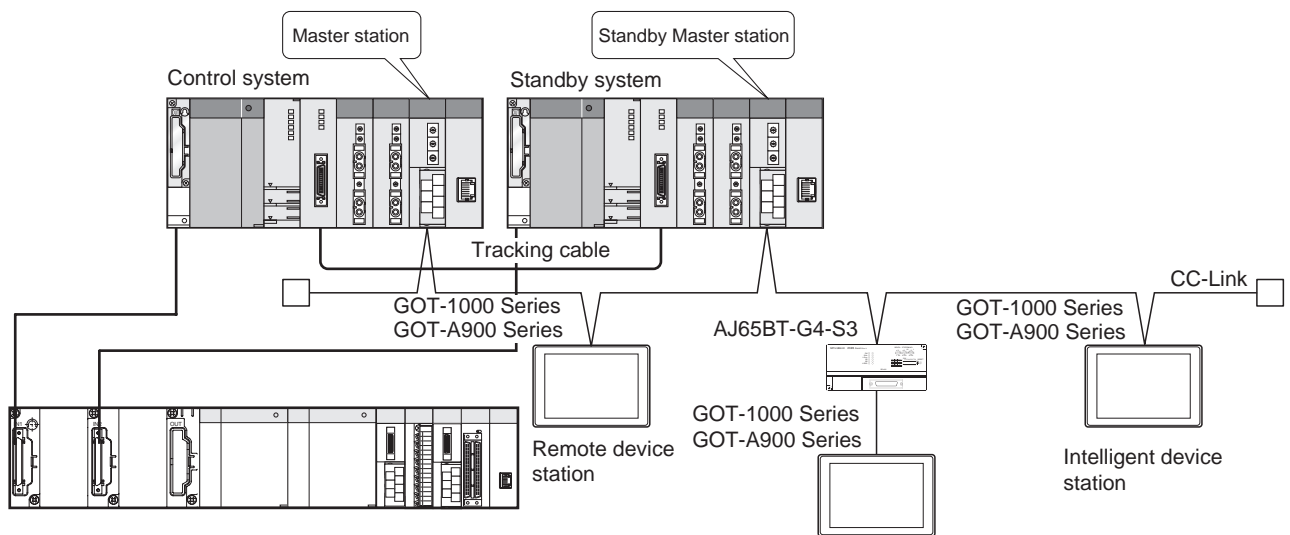 Master station
Standby Master station
Control system
Standby system
Tracking cable
CC-Link
GOT-1000 Series
GOT-A900 Series
AJ65BT-G4-S3
GOT-1000 Series
GOT-A900 Series
GOT-1000 Series
GOT-A900 Series
Remote device
station
Intelligent device
station
OUT